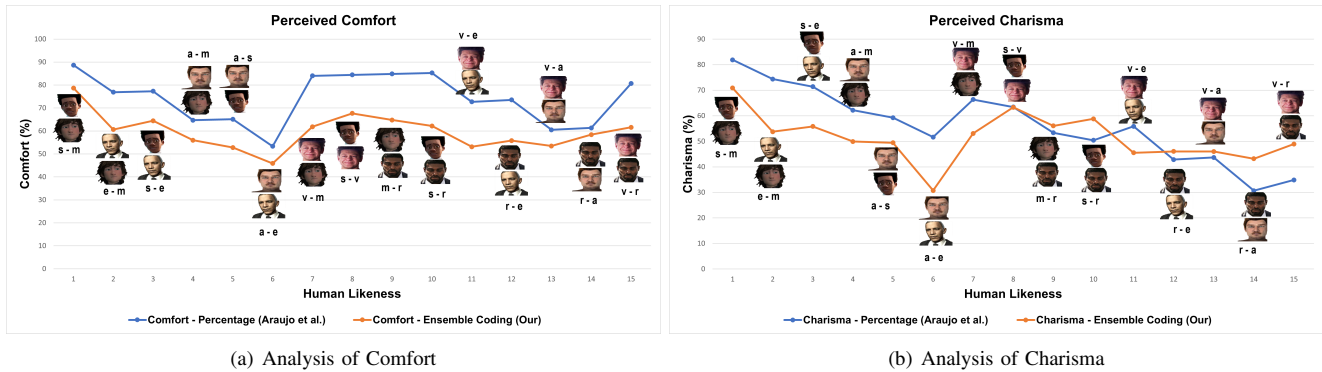 Perceived Comfort
Comfort (%)
100
90
80
70
60
50
40
30
20
10
0
a - m
a - s
v - e
v - a
s - m
e - m
s - e
a - e
v - m
s - v
m - r
s - r
r - e
r - a
v - r
1 2 3 4 5 6 7 8 9 10 11 12 13 14 15
Human Likeness
Comfort - Percentage (Araujo et al.) Comfort - Ensemble Coding (Our)
(a) Analysis of Comfort
Perceived Charisma
Charisma (%)
90
80
70
60
50
40
30
20
10
0
s - e
a - m
v - m
s - v
v - e
v - a
v - r
s - m
e - m
a - s
a - e
m - r
s - r
r - e
r - a
1 2 3 4 5 6 7 8 9 10 11 12 13 14 15
Human Likeness
Charisma - Percentage (Araujo et al.) Charisma - Ensemble Coding (Our)
(b) Analysis of Charisma